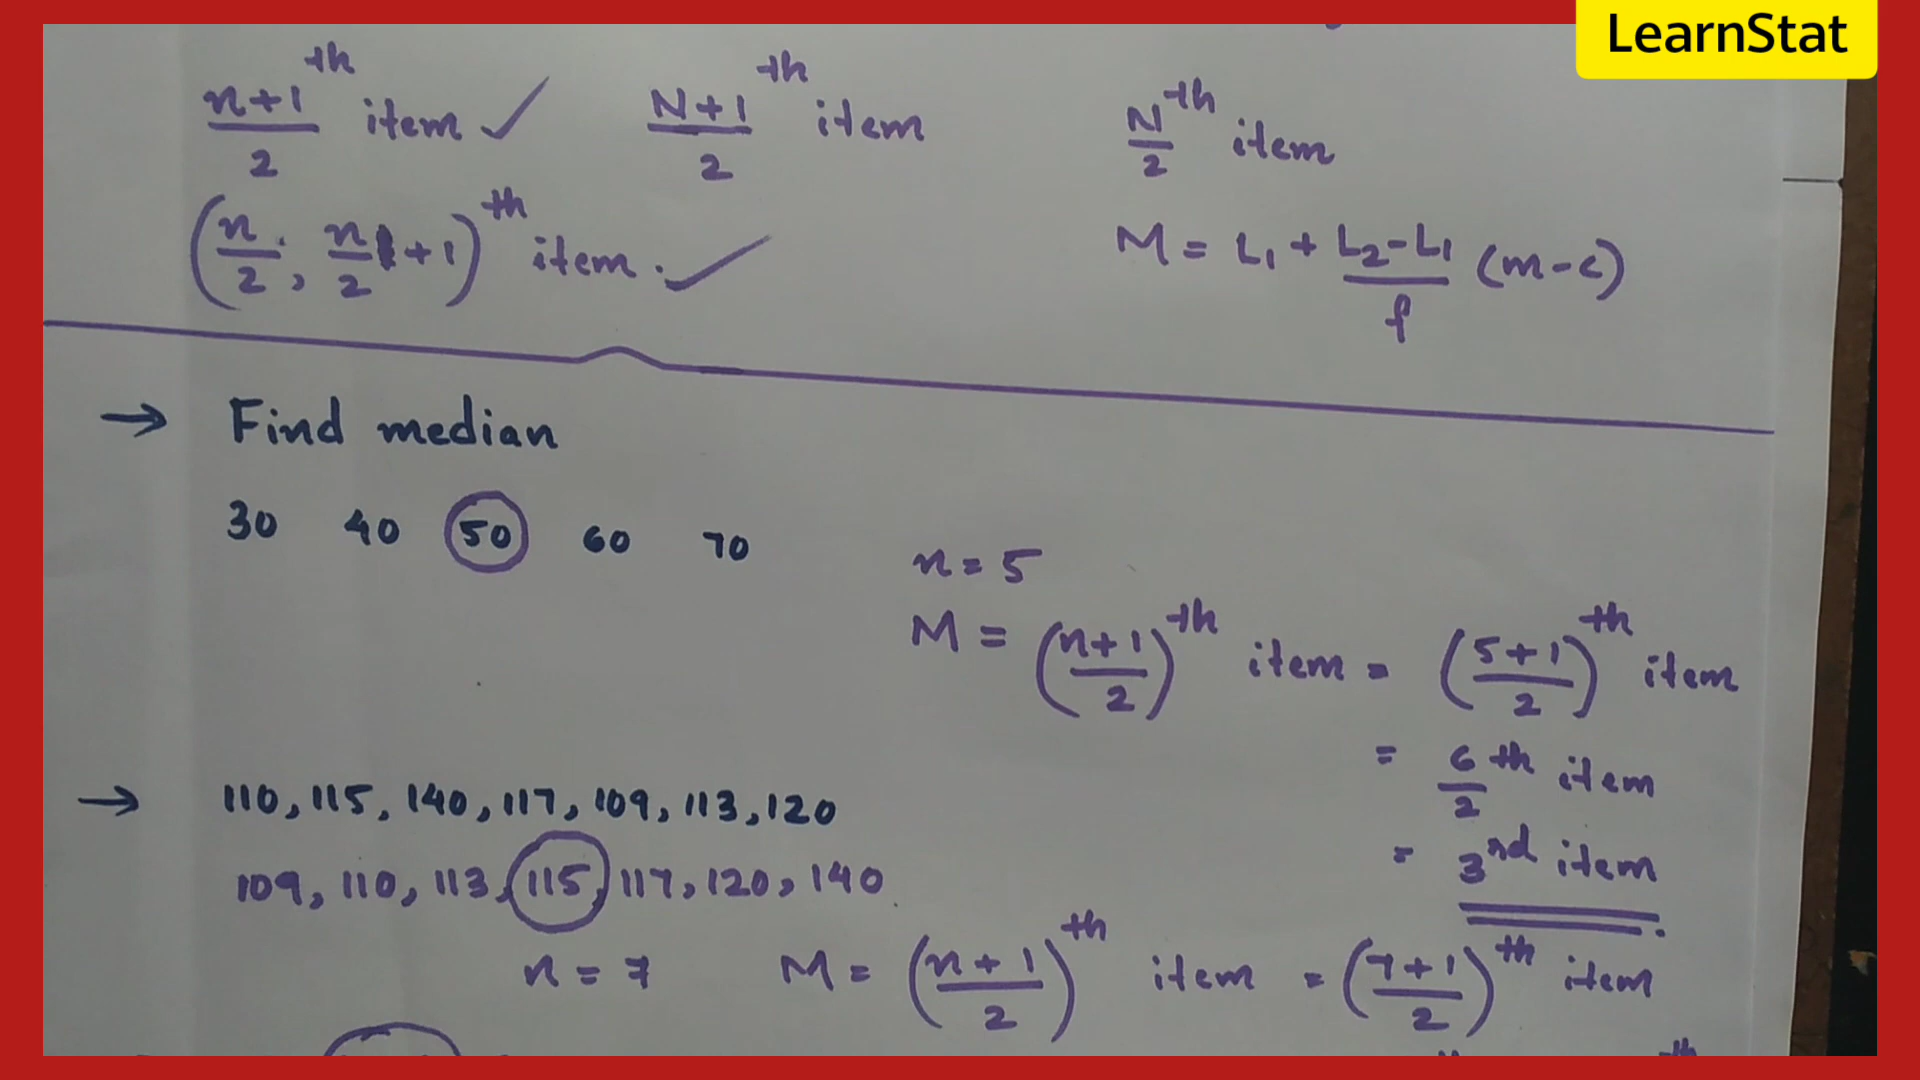 LearnStat
n+1/2 th item ✓ N+1/2 th item N/2 th item
(n/2, n/2+1)th item. ✓ M = L₁ + L₂-L₁/f (m-c)
→ Find median
30 40 50 60 70
n = 5
M = (n+1/2)th item = (5+1/2)th item
= 6/2 th item
→ 110, 115, 140, 117, 109, 113, 120
= 3rd item
109, 110, 113, 115, 117, 120, 140
n = 7 M = (n+1/2)th item = (7+1/2)th item
th